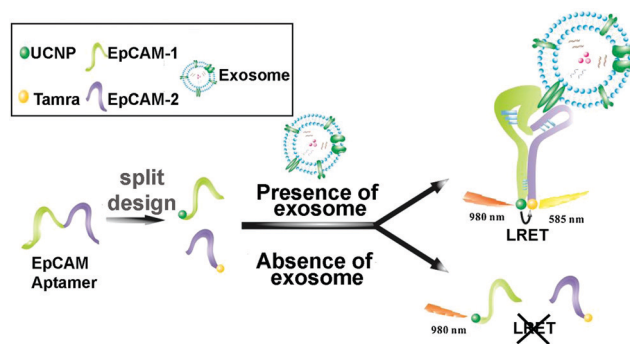 UCNP EpCAM-1
Exosome
Tamra EpCAM-2
split
design
Presence of
exosome
980 nm
585 nm
LRET
EpCAM
Aptamer
Absence of
exosome
980 nm
LRET